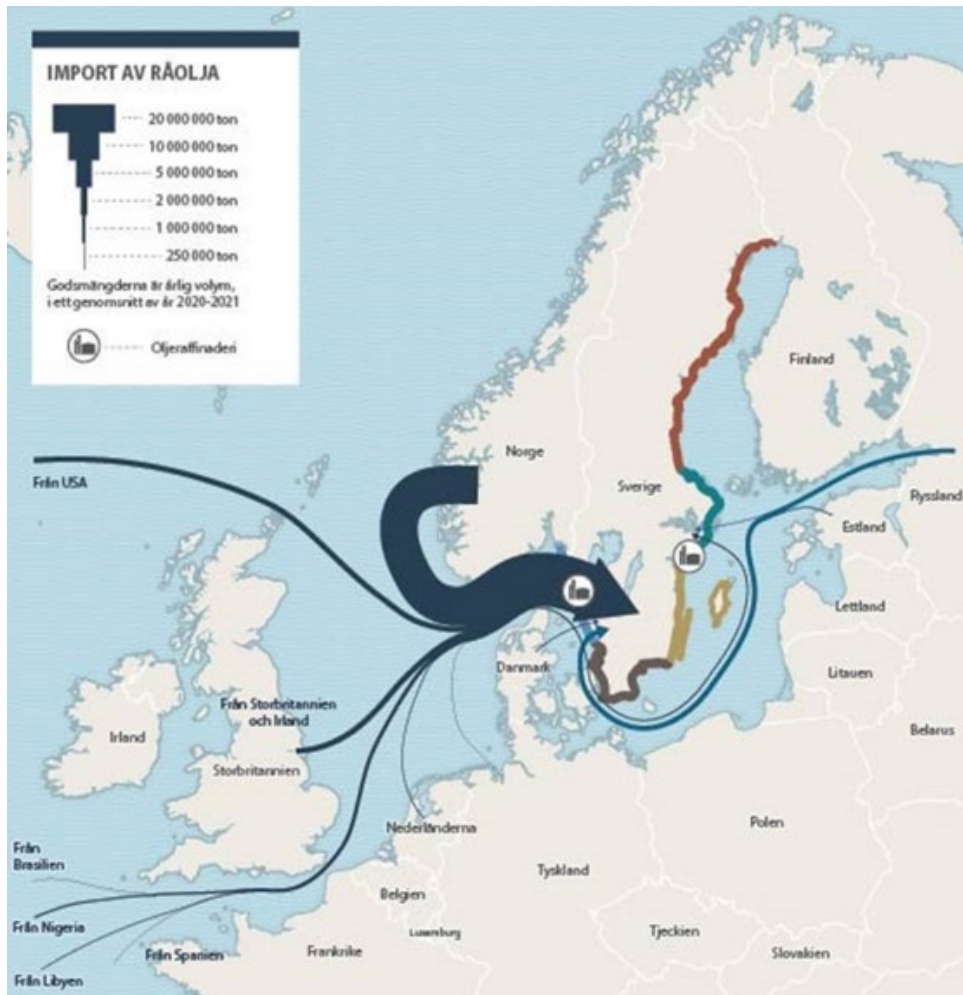 IMPORT AV RÅOLJA
20 000 000 ton
10 000 000 ton
5 000 000 ton
2 000 000 ton
1 000 000 ton
250 000 ton
Godsmängderna är årlig volym,
i ett genomsnitt av år 2020-2021
Oljeraffinaderi
Finland
Norge
Från USA
Sverige
Ryssland
Estland
Lettland
Danmark
Litauen
Från Storbritannien
och Irland
Irland
Belarus
Storbritannien
Nederländerna
Polen
Från
Brasilien
Tyskland
Belgien
Från Nigeria
Luxemburg
Tjeckien
Från Spanien
Frankrike
Slovakien
Från Libyen